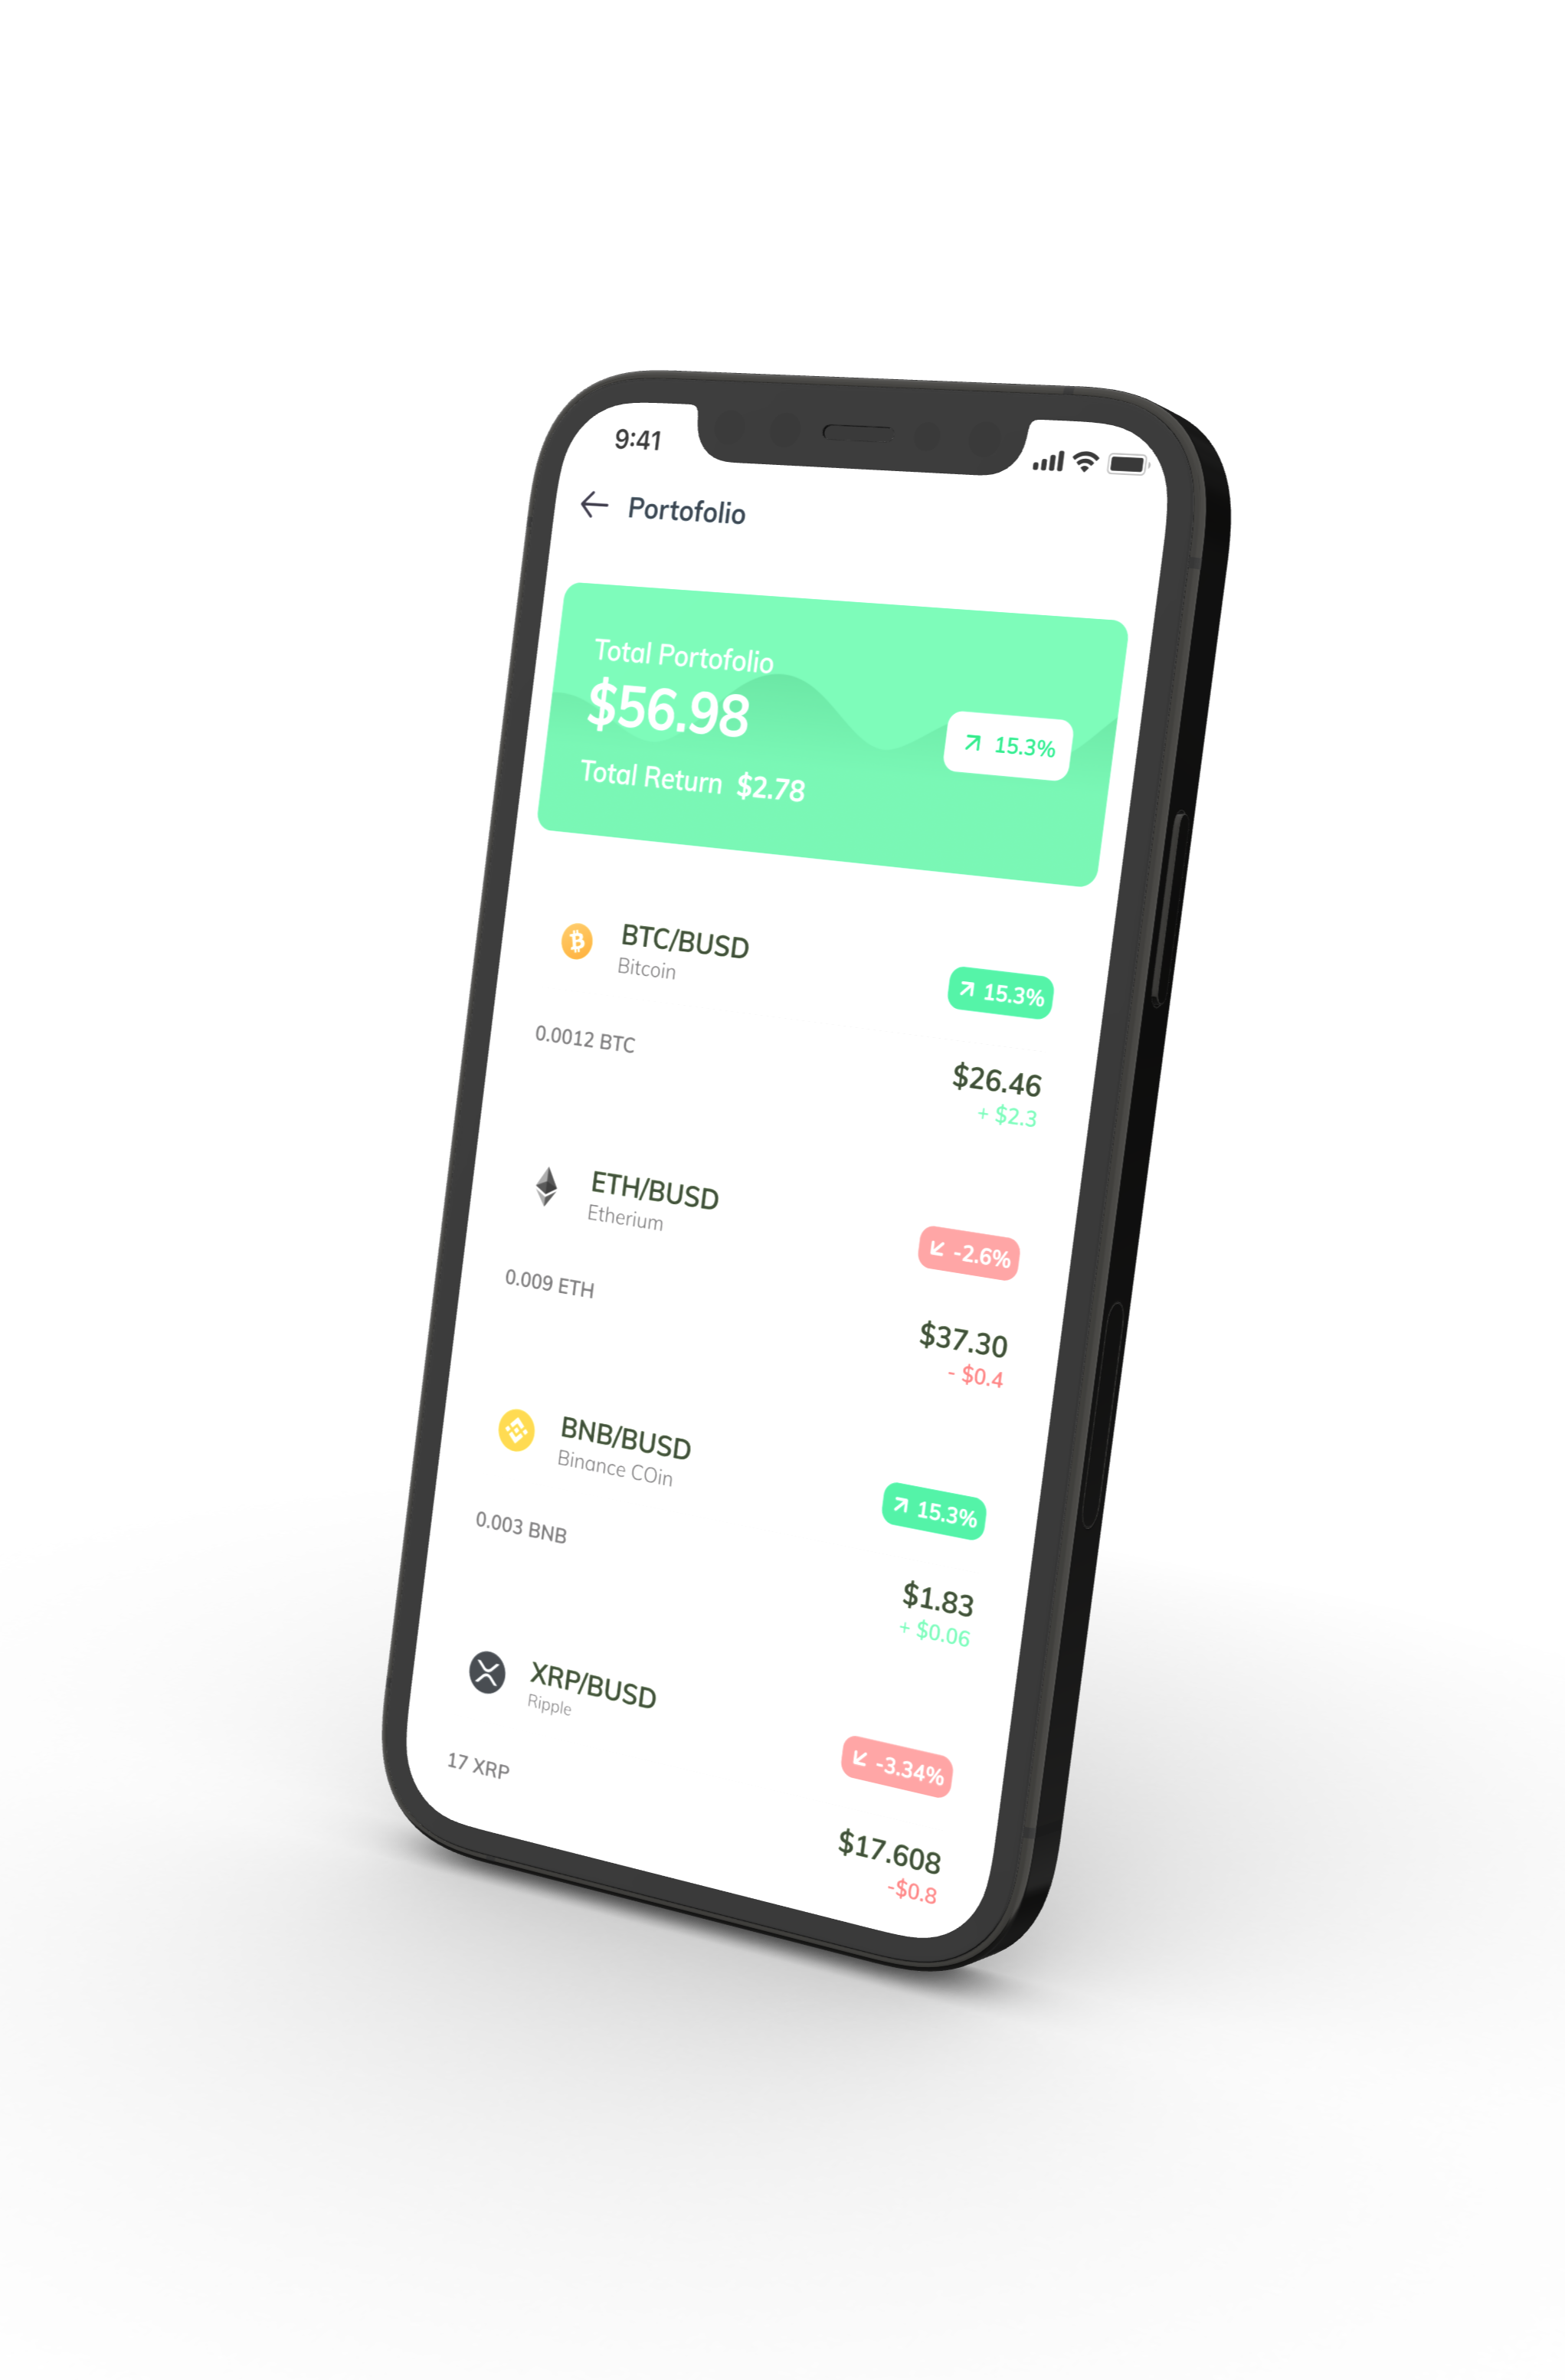 9:41
Portofolio
Total Portofolio
$56.98
15.3%
Total Return $2.78
BTC/BUSD
Bitcoin
15.3%
0.0012 BTC
$26.46
+ $2.3
ETH/BUSD
Etherium
-2.6%
0.009 ETH
$37.30
- $0.4
BNB/BUSD
Binance COin
15.3%
0.003 BNB
$1.83
+ $0.06
XRP/BUSD
Ripple
-3.34%
17 XRP
$17.608
-$0.8